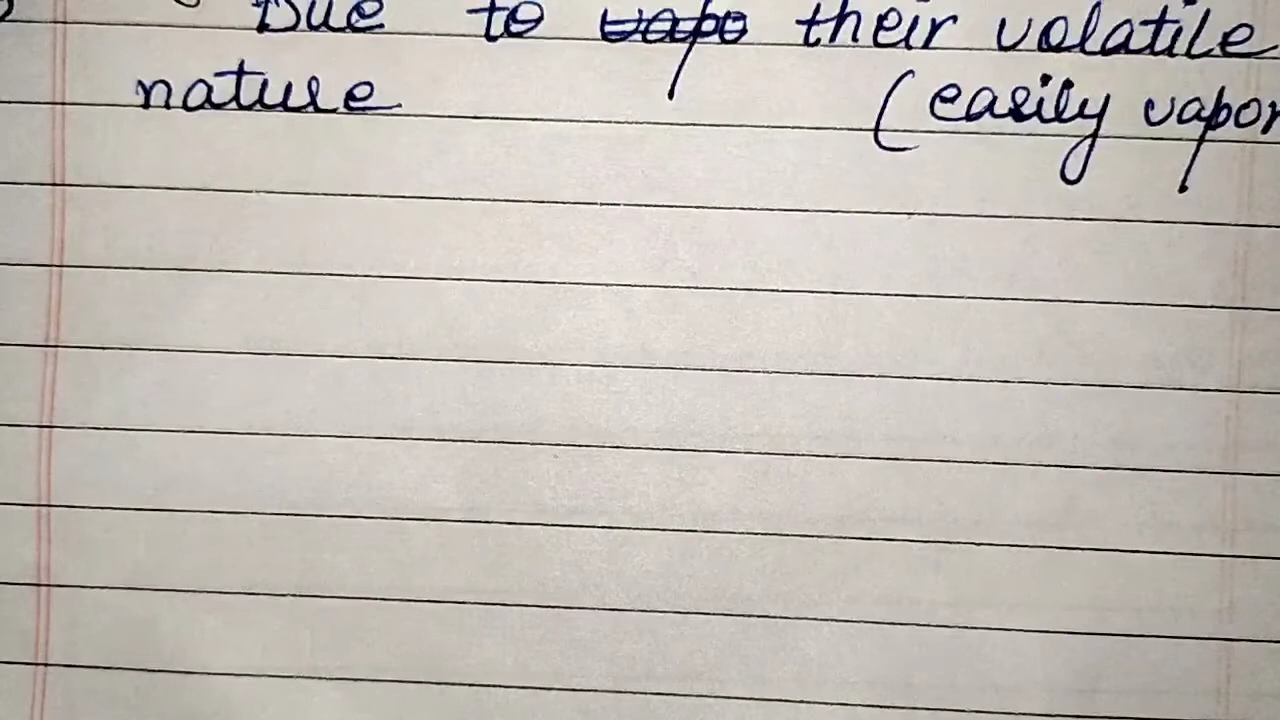 Due to vapo their volatile
nature (easily vapor